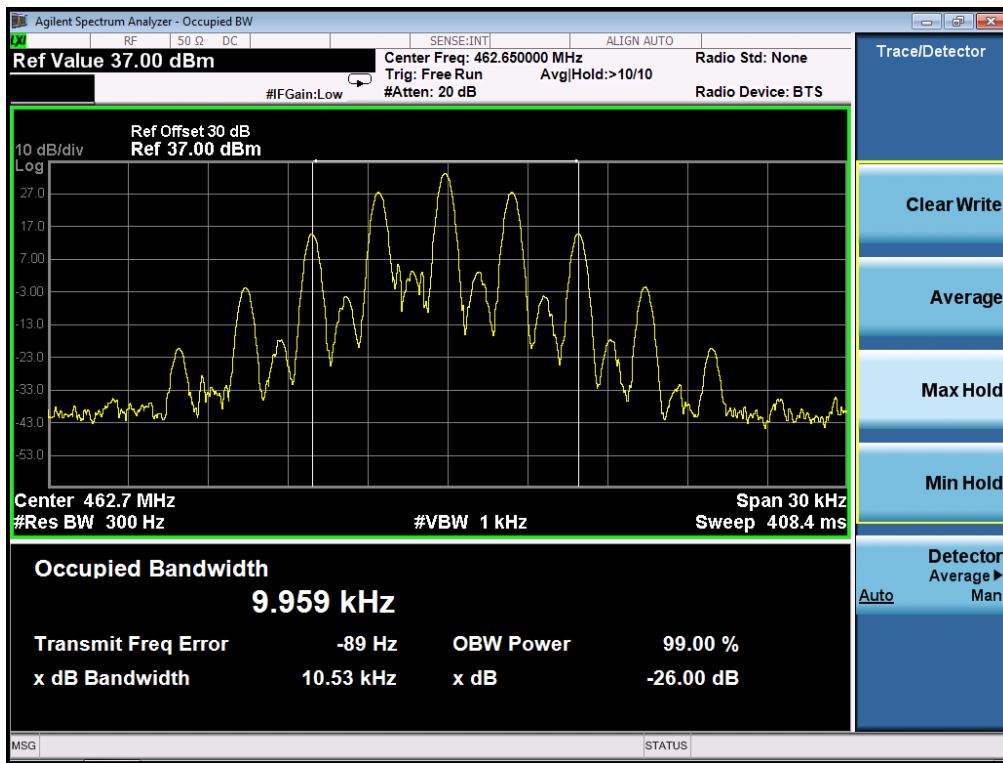 Agilent Spectrum Analyzer - Occupied BW
LXI RF 50 Ω DC SENSE:INT ALIGN AUTO
Ref Value 37.00 dBm
Center Freq: 462.650000 MHz
Radio Std: None
Trig: Free Run Avg|Hold:>10/10
#IFGain:Low
#Atten: 20 dB
Radio Device: BTS
Ref Offset 30 dB
10 dB/div Ref 37.00 dBm
Log
27.0
17.0
7.00
-3.00
-13.0
-23.0
-33.0
-43.0
-53.0
Center 462.7 MHz Span 30 kHz
#Res BW 300 Hz #VBW 1 kHz Sweep 408.4 ms
Occupied Bandwidth
9.959 kHz
Transmit Freq Error -89 Hz OBW Power 99.00 %
x dB Bandwidth 10.53 kHz x dB -26.00 dB
MSG STATUS
Trace/Detector
Clear Write
Average
Max Hold
Min Hold
Detector
Average▶
Auto Man